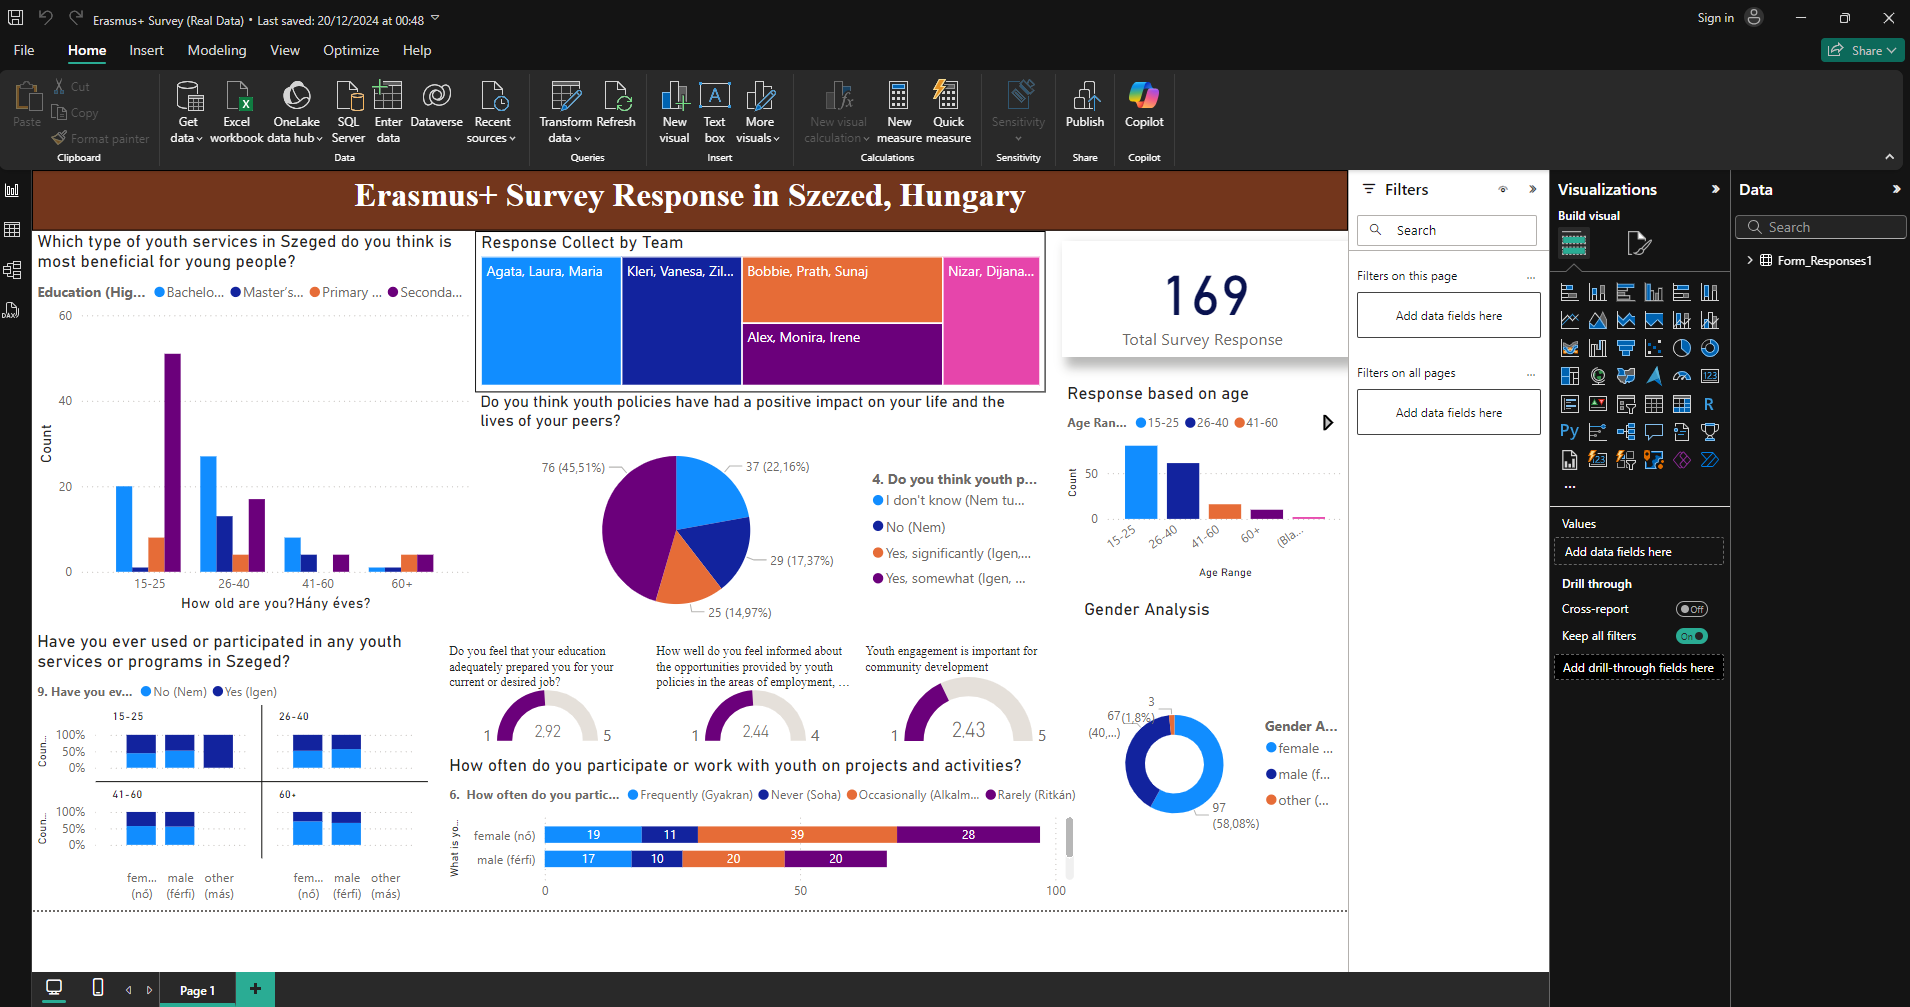 Erasmus+ Survey (Real Data) • Last saved: 20/12/2024 at 00:48
Sign in
File Home Insert Modeling View Optimize Help
Share
Paste
Cut
Copy
Format painter
Clipboard
Get data
Excel workbook
OneLake data hub
SQL Server
Enter data
Dataverse
Recent sources
Data
Transform data
Refresh
Queries
New visual
Text box
More visuals
Insert
New visual calculation
New measure
Quick measure
Calculations
Sensitivity
Sensitivity
Publish
Share
Copilot
Copilot
Erasmus+ Survey Response in Szezed, Hungary
Which type of youth services in Szeged do you think is
most beneficial for young people?
Education (Hig... Bachelo... Master's... Primary ... Seconda...
60
40
20
0
Count
15-25 26-40 41-60 60+
How old are you?Hány éves?
Response Collect by Team
Agata, Laura, Maria
Kleri, Vanesa, Zil...
Bobbie, Prath, Sunaj
Alex, Monira, Irene
Nizar, Dijana...
169
Total Survey Response
Do you think youth policies have had a positive impact on your life and the
lives of your peers?
76 (45,51%)
37 (22,16%)
29 (17,37%)
25 (14,97%)
4. Do you think youth p...
I don't know (Nem tu...
No (Nem)
Yes, significantly (Igen,...
Yes, somewhat (Igen, ...
Response based on age
Age Ran... 15-25 26-40 41-60
Count
50
0
15-25 26-40 41-60 60+ (Bla...
Age Range
Have you ever used or participated in any youth
services or programs in Szeged?
9. Have you ev... No (Nem) Yes (Igen)
15-25 26-40
Coun...
100%
50%
0%
41-60 60+
Coun...
100%
50%
0%
fem... male other fem... male other
(nő) (férfi) (más) (nő) (férfi) (más)
Do you feel that your education
adequately prepared you for your
current or desired job?
1 2,92 5
How well do you feel informed about
the opportunities provided by youth
policies in the areas of employment, ...
1 2,44 4
Youth engagement is important for
community development
1 2,43 5
How often do you participate or work with youth on projects and activities?
6. How often do you partic... Frequently (Gyakran) Never (Soha) Occasionally (Alkalm... Rarely (Ritkán)
What is yo...
female (nő) 19 11 39 28
male (férfi) 17 10 20 20
0 50 100
Gender Analysis
3
(1,8%)
67
(40,...)
97
(58,08%)
Gender A...
female ...
male (f...
other (...
Filters
Search
Filters on this page ...
Add data fields here
Filters on all pages ...
Add data fields here
Visualizations
Build visual
123
R
Py
123
...
Values
Add data fields here
Drill through
Cross-report Off
Keep all filters On
Add drill-through fields here
Data
Search
Form_Responses1
DAX
Page 1